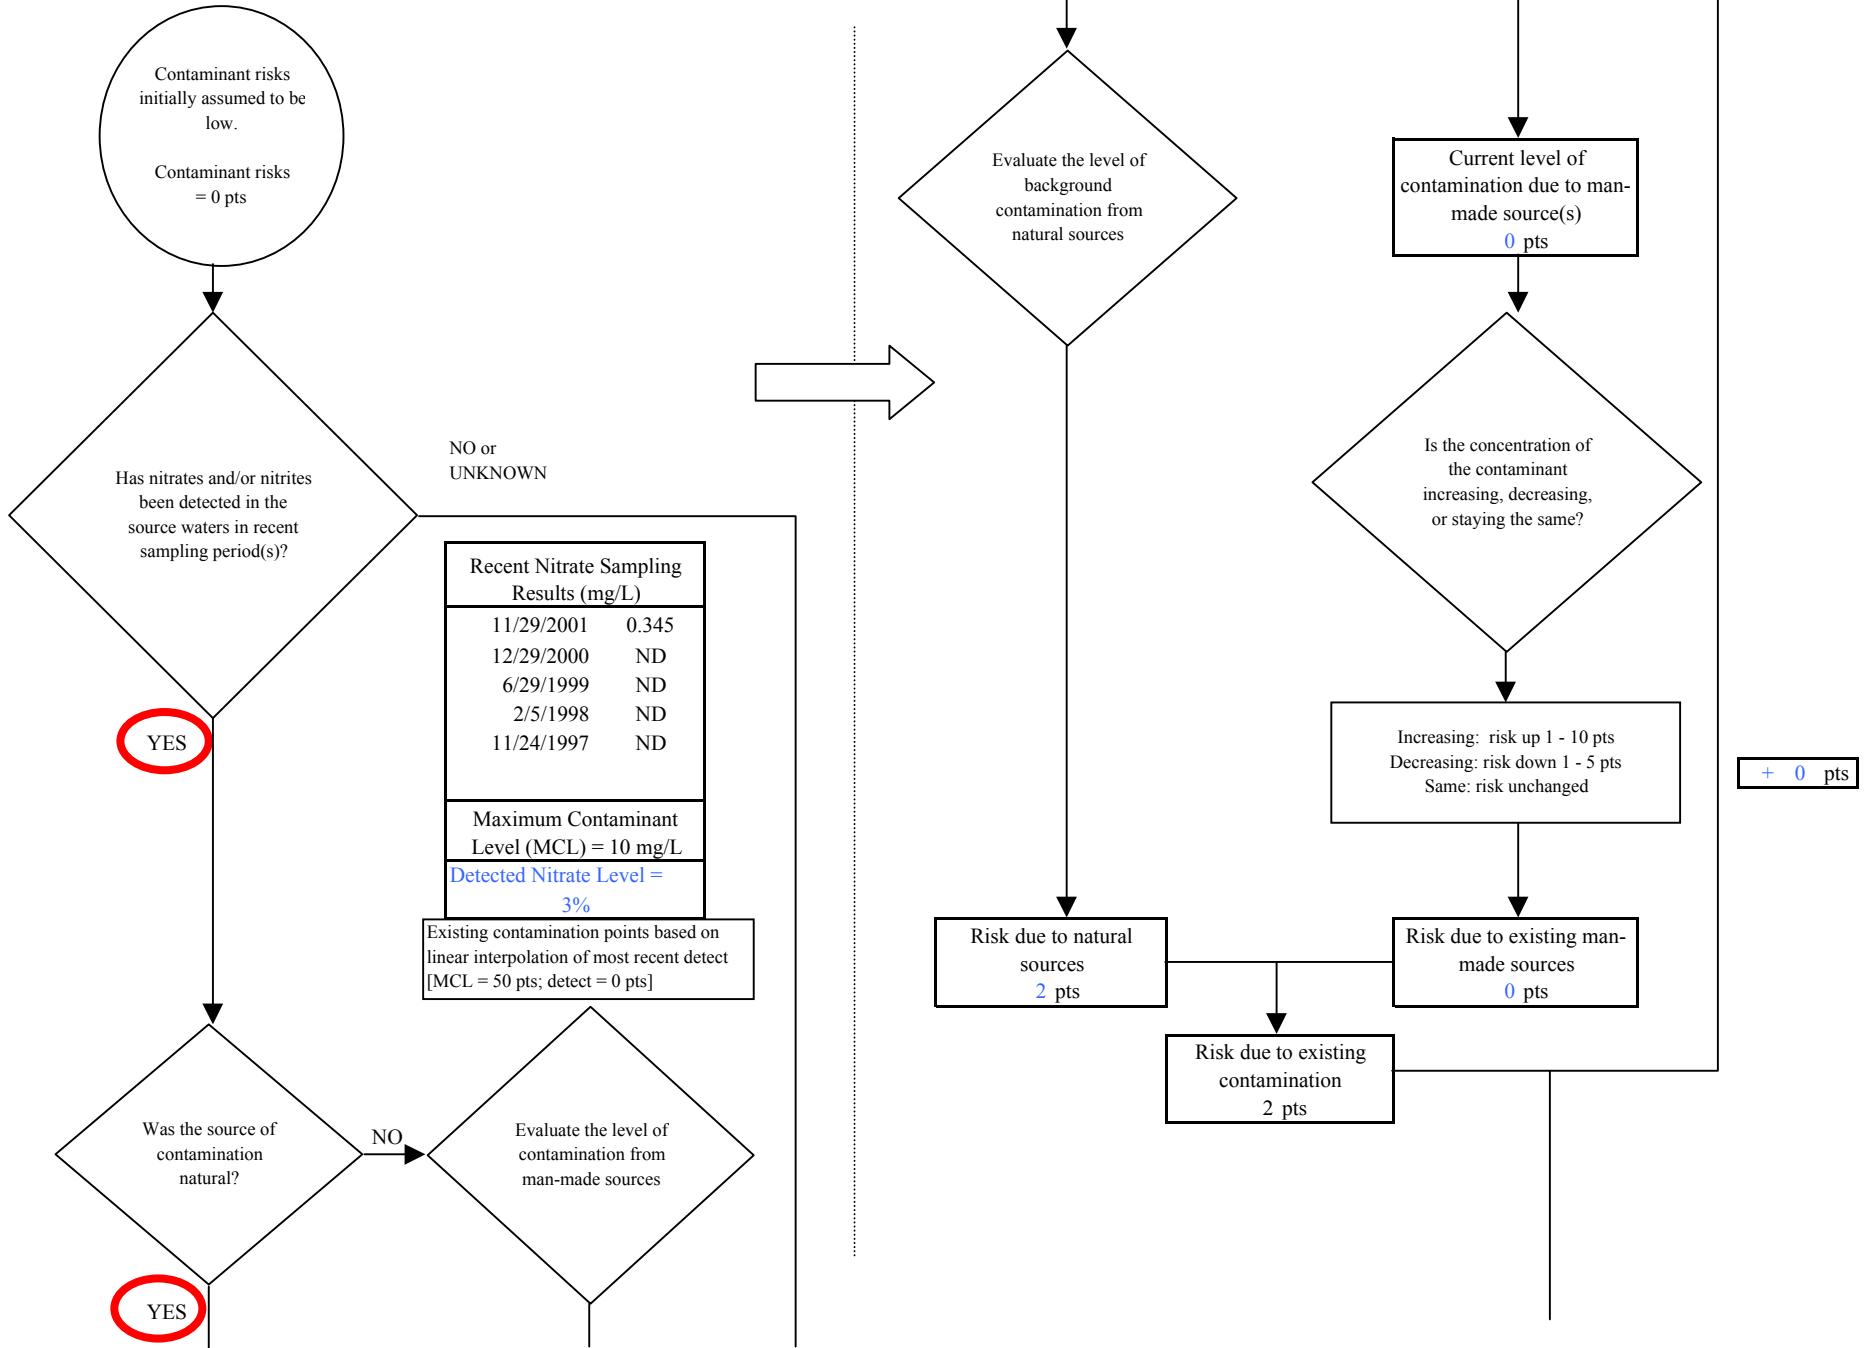 Contaminant risks
initially assumed to be
low.
Contaminant risks
= 0 pts
Has nitrates and/or nitrites
been detected in the
source waters in recent
sampling period(s)?
NO or
UNKNOWN
YES
Recent Nitrate Sampling
Results (mg/L)
11/29/2001 0.345
12/29/2000 ND
6/29/1999 ND
2/5/1998 ND
11/24/1997 ND
Maximum Contaminant
Level (MCL) = 10 mg/L
Detected Nitrate Level =
3%
Existing contamination points based on
linear interpolation of most recent detect
[MCL = 50 pts; detect = 0 pts]
Was the source of
contamination
natural?
NO
YES
Evaluate the level of
contamination from
man-made sources
Evaluate the level of
background
contamination from
natural sources
Current level of
contamination due to man-
made source(s)
0 pts
Is the concentration of
the contaminant
increasing, decreasing,
or staying the same?
Increasing: risk up 1 - 10 pts
Decreasing: risk down 1 - 5 pts
Same: risk unchanged
+ 0 pts
Risk due to natural
sources
2 pts
Risk due to existing man-
made sources
0 pts
Risk due to existing
contamination
2 pts